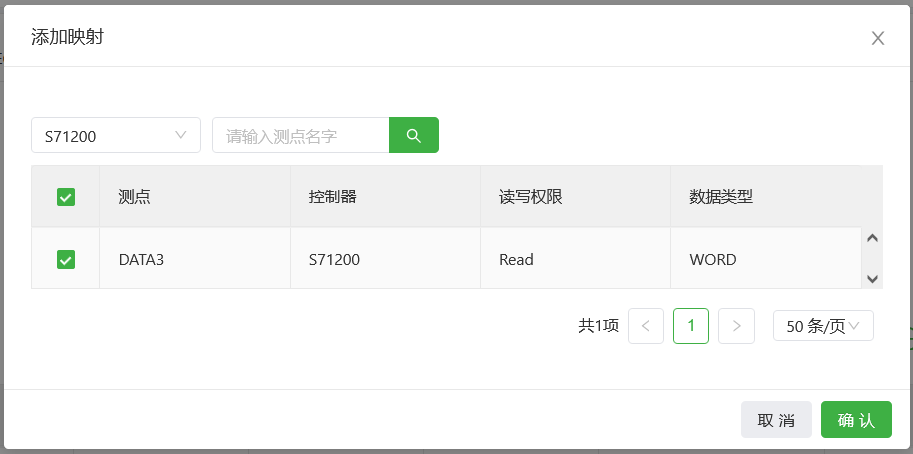 添加映射
S71200
请输入测点名字
测点 控制器 读写权限 数据类型
DATA3 S71200 Read WORD
共1项 1 50 条/页
取 消 确 认